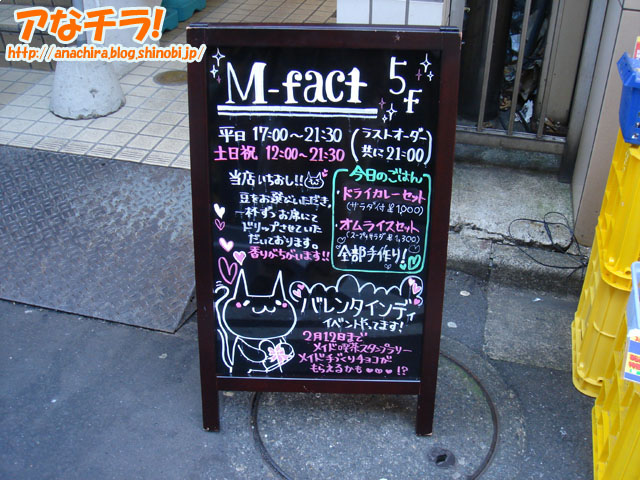 アなチラ!
http://anachira.blog.shinobi.jp/
M-fact 5F
平日 17:00〜21:30
土日祝 12:00〜21:30
(ラストオーダー
共に21:00)
当店いちおし!!
豆をお選びいただき、
一杯ずつお席にて
ドリップさせていた
だいております。
香りがちがいます!!
今日のごはん
ドライカレーセット
(サラダ付 ¥1,000)
オムライスセット
(スープ サラダ ¥1,300)
全部手作り!
バレンタインデイ
イベントやってます!
2月12日まで
メイド喫茶スタンプラリー
メイド手づくりチョコが
もらえるかも ♥♥♥!?